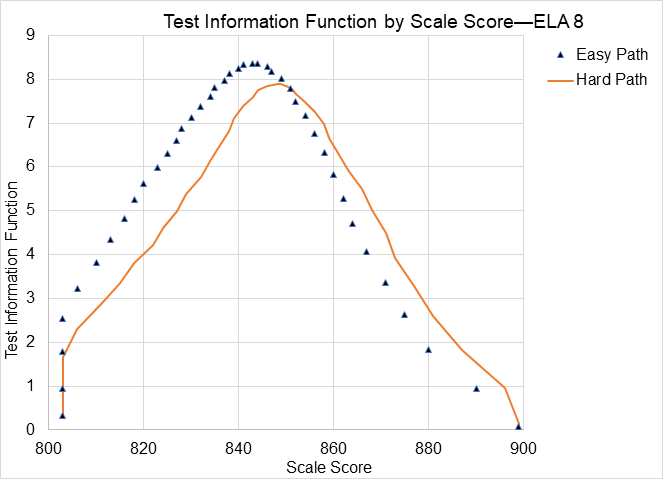 Test Information Function by Scale Score—ELA 8
Easy Path
Hard Path
Test Information Function
9
8
7
6
5
4
3
2
1
0
800 820 840 860 880 900
Scale Score